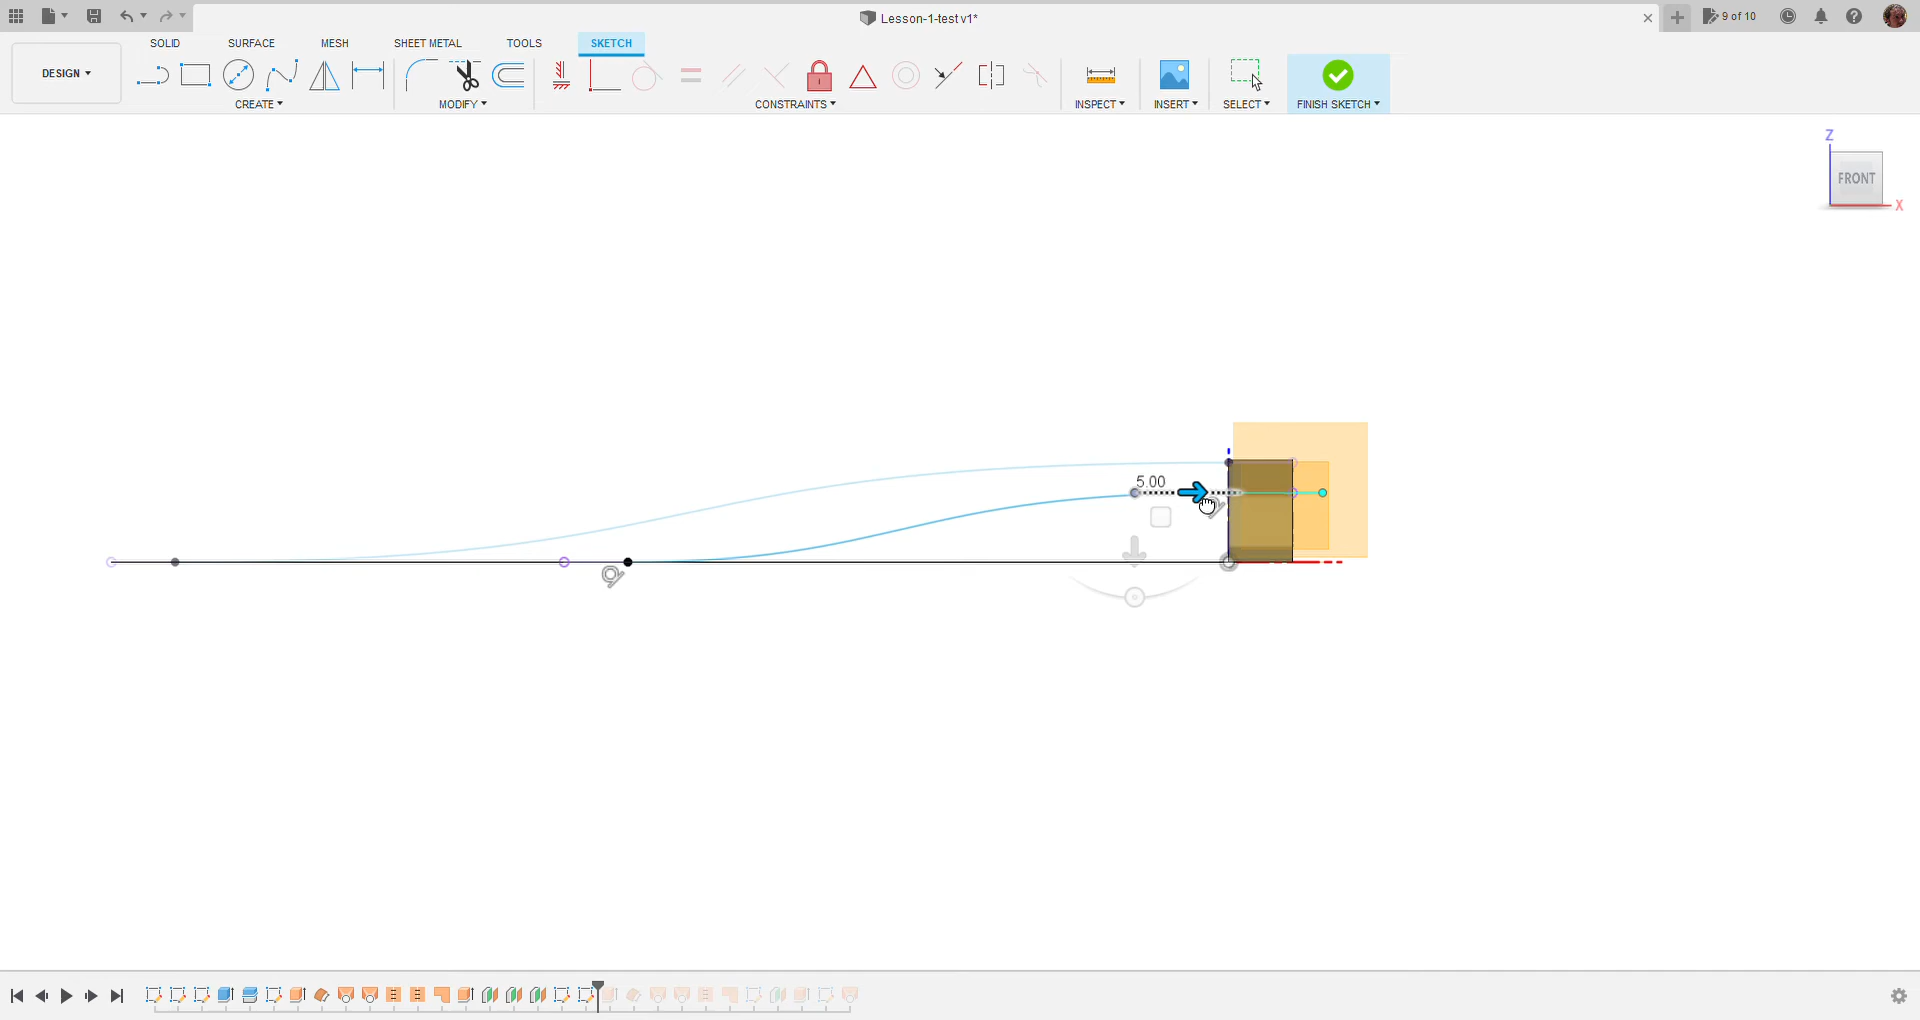 Lesson-1-test v1*
9 of 10
SOLID SURFACE MESH SHEET METAL TOOLS SKETCH
DESIGN
CREATE MODIFY CONSTRAINTS INSPECT INSERT SELECT FINISH SKETCH
Z
FRONT
X
5.00